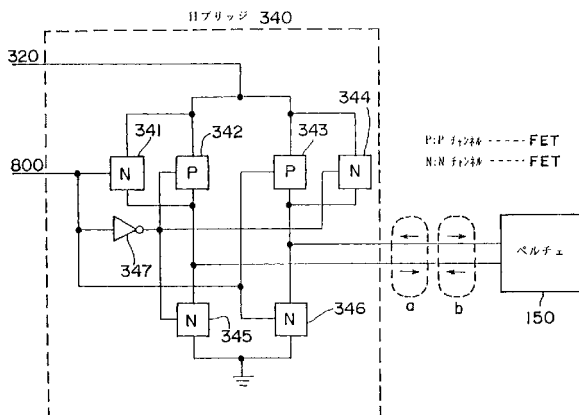 Hブリッジ 340
320
341
342
343
344
P:P チャンネル ----- FET
N:N チャンネル ----- FET
N
P
P
N
800
347
ペルチェ
N
345
N
346
a
b
150